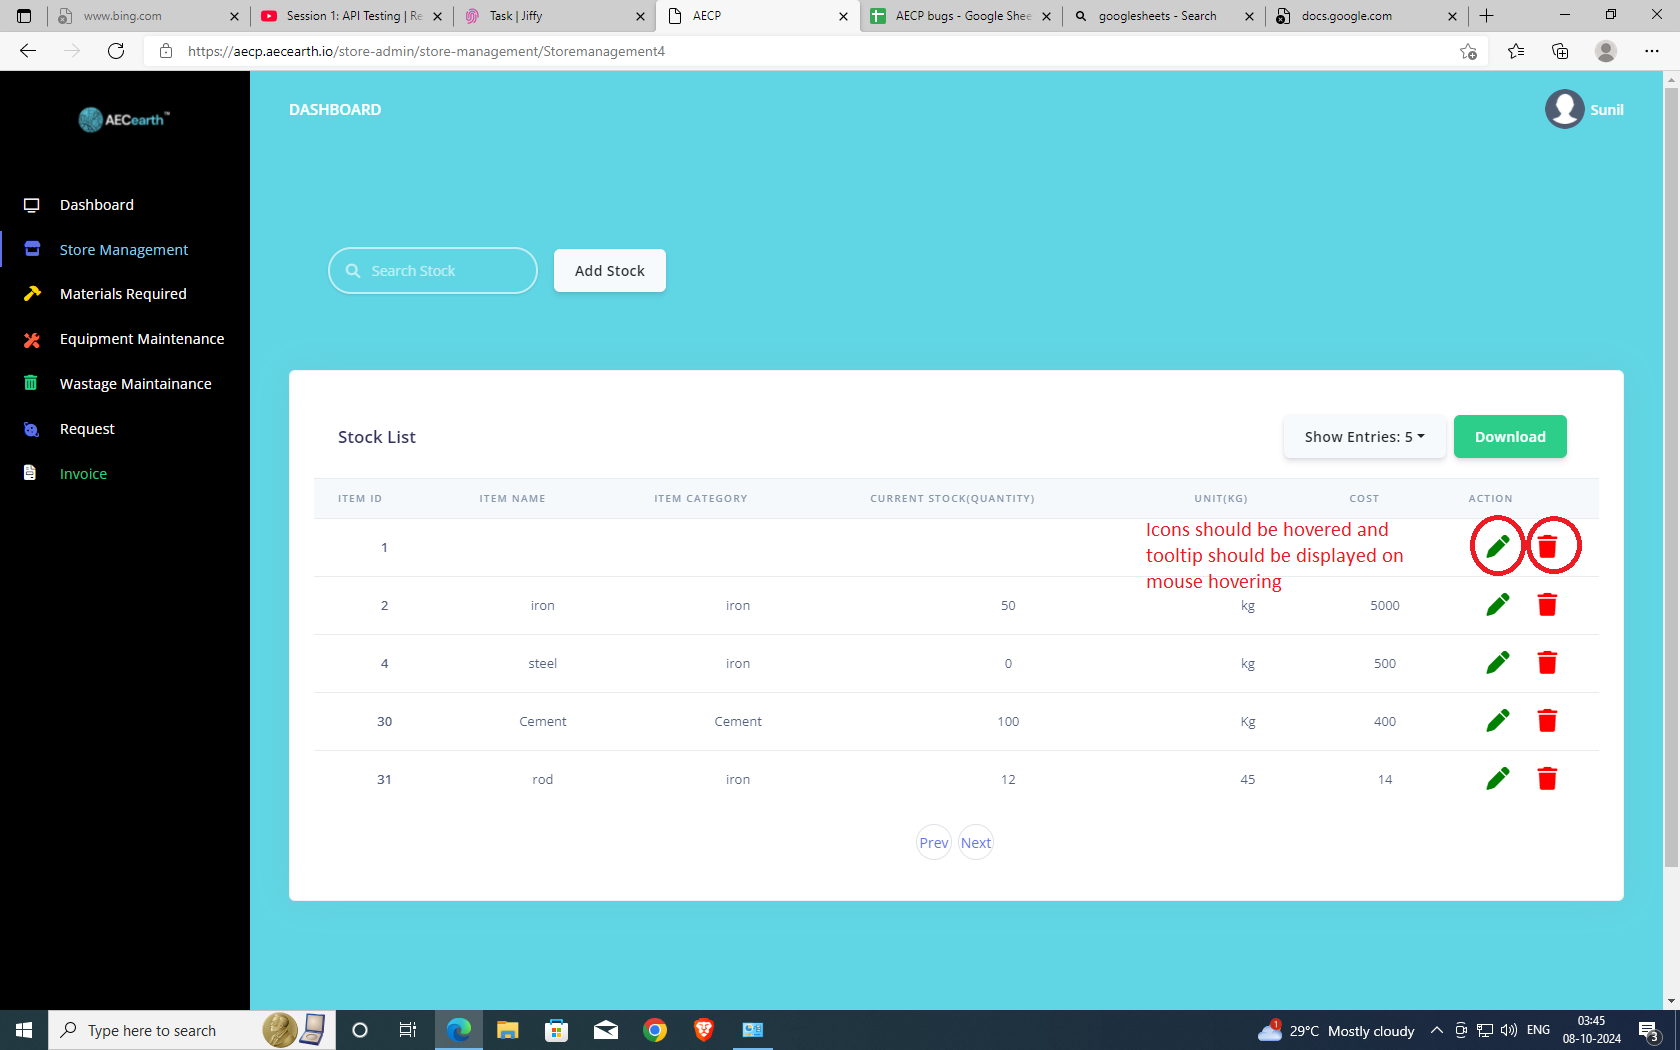 www.bing.com
Session 1: API Testing | Re
Task | Jiffy
AECP
AECP bugs - Google Shee
googlesheets - Search
docs.google.com
https://aecp.aecearth.io/store-admin/store-management/Storemanagement4
AECearth™
DASHBOARD
Sunil
Dashboard
Store Management
Materials Required
Equipment Maintenance
Wastage Maintainance
Request
Invoice
Search Stock
Add Stock
Stock List
Show Entries: 5
Download
ITEM ID ITEM NAME ITEM CATEGORY CURRENT STOCK(QUANTITY) UNIT(KG) COST ACTION
1
Icons should be hovered and
tooltip should be displayed on
mouse hovering
2 iron iron 50 kg 5000
4 steel iron 0 kg 500
30 Cement Cement 100 Kg 400
31 rod iron 12 45 14
Prev Next
Type here to search
1
29°C Mostly cloudy
ENG
03:45
08-10-2024
3